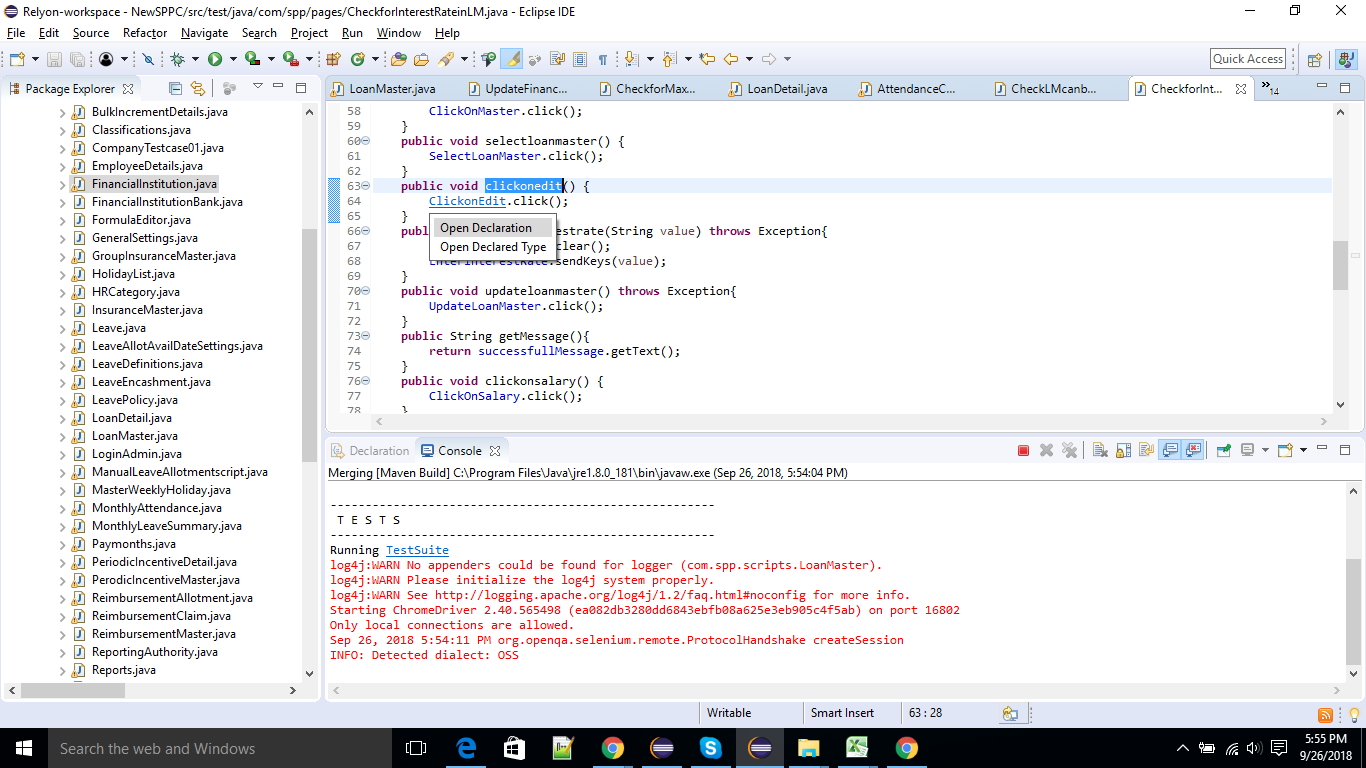 Relyon-workspace - NewSPPC/src/test/java/com/spp/pages/CheckforInterestRateinLM.java - Eclipse IDE
File Edit Source Refactor Navigate Search Project Run Window Help
Quick Access
Package Explorer
LoanMaster.java UpdateFinanc... CheckforMax... LoanDetail.java AttendanceC... CheckLMcanb... CheckforInt... »14
BulkIncrementDetails.java
Classifications.java
CompanyTestcase01.java
EmployeeDetails.java
FinancialInstitution.java
FinancialInstitutionBank.java
FormulaEditor.java
GeneralSettings.java
GroupInsuranceMaster.java
HolidayList.java
HRCategory.java
InsuranceMaster.java
Leave.java
LeaveAllotAvailDateSettings.java
LeaveDefinitions.java
LeaveEncashment.java
LeavePolicy.java
LoanDetail.java
LoanMaster.java
LoginAdmin.java
ManualLeaveAllotmentscript.java
MasterWeeklyHoliday.java
MonthlyAttendance.java
MonthlyLeaveSummary.java
Paymonths.java
PeriodicIncentiveDetail.java
PerodicIncentiveMaster.java
ReimbursementAllotment.java
ReimbursementClaim.java
ReimbursementMaster.java
ReportingAuthority.java
Reports.java
58 ClickOnMaster.click();
59 }
60 public void selectloanmaster() {
61 SelectLoanMaster.click();
62 }
63 public void clickonedit() {
64 ClickonEdit.click();
65 }
66 pub estrate(String value) throws Exception{
67 clear();
68 EnterInterestRate.sendKeys(value);
69 }
70 public void updateloanmaster() throws Exception{
71 UpdateLoanMaster.click();
72 }
73 public String getMessage(){
74 return successfullMessage.getText();
75 }
76 public void clickonsalary() {
77 ClickOnSalary.click();
78 }
Open Declaration
Open Declared Type
Declaration Console
Merging [Maven Build] C:\Program Files\Java\jre1.8.0_181\bin\javaw.exe (Sep 26, 2018, 5:54:04 PM)
-------------------------------------------------------
T E S T S
-------------------------------------------------------
Running TestSuite
log4j:WARN No appenders could be found for logger (com.spp.scripts.LoanMaster).
log4j:WARN Please initialize the log4j system properly.
log4j:WARN See http://logging.apache.org/log4j/1.2/faq.html#noconfig for more info.
Starting ChromeDriver 2.40.565498 (ea082db3280dd6843ebfb08a625e3eb905c4f5ab) on port 16802
Only local connections are allowed.
Sep 26, 2018 5:54:11 PM org.openqa.selenium.remote.ProtocolHandshake createSession
INFO: Detected dialect: OSS
Writable Smart Insert 63 : 28
Search the web and Windows
5:55 PM
9/26/2018